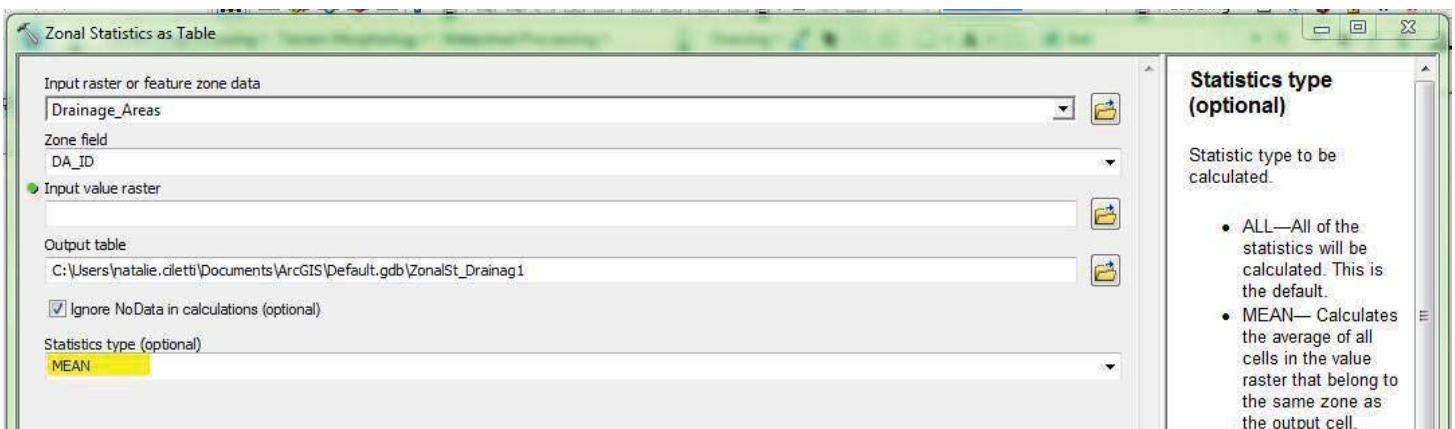 Zonal Statistics as Table
Input raster or feature zone data
Drainage_Areas
Zone field
DA_ID
Input value raster
Output table
C:\Users\natalie.ciletti\Documents\ArcGIS\Default.gdb\ZonalSt_Drainag1
Ignore NoData in calculations (optional)
Statistics type (optional)
MEAN
Statistics type
(optional)
Statistic type to be
calculated.
• ALL—All of the
statistics will be
calculated. This is
the default.
• MEAN— Calculates
the average of all
cells in the value
raster that belong to
the same zone as
the output cell.